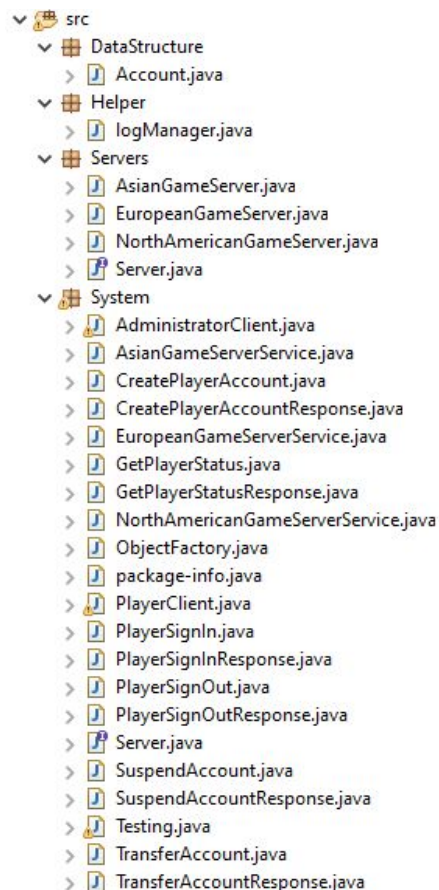 src
DataStructure
Account.java
Helper
logManager.java
Servers
AsianGameServer.java
EuropeanGameServer.java
NorthAmericanGameServer.java
Server.java
System
AdministratorClient.java
AsianGameServerService.java
CreatePlayerAccount.java
CreatePlayerAccountResponse.java
EuropeanGameServerService.java
GetPlayerStatus.java
GetPlayerStatusResponse.java
NorthAmericanGameServerService.java
ObjectFactory.java
package-info.java
PlayerClient.java
PlayerSignIn.java
PlayerSignInResponse.java
PlayerSignOut.java
PlayerSignOutResponse.java
Server.java
SuspendAccount.java
SuspendAccountResponse.java
Testing.java
TransferAccount.java
TransferAccountResponse.java